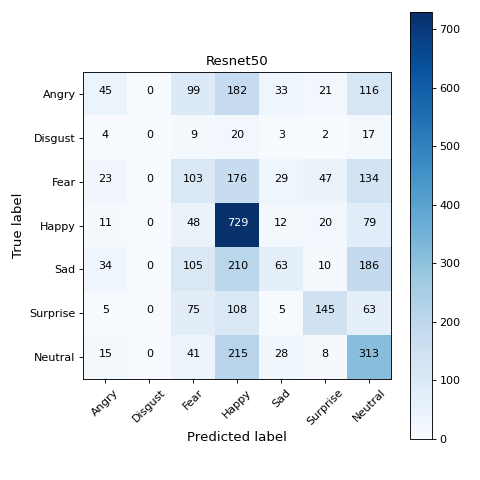 Resnet50
True label
Angry 45 0 99 182 33 21 116
Disgust 4 0 9 20 3 2 17
Fear 23 0 103 176 29 47 134
Happy 11 0 48 729 12 20 79
Sad 34 0 105 210 63 10 186
Surprise 5 0 75 108 5 145 63
Neutral 15 0 41 215 28 8 313
Angry Disgust Fear Happy Sad Surprise Neutral
Predicted label
700
600
500
400
300
200
100
0